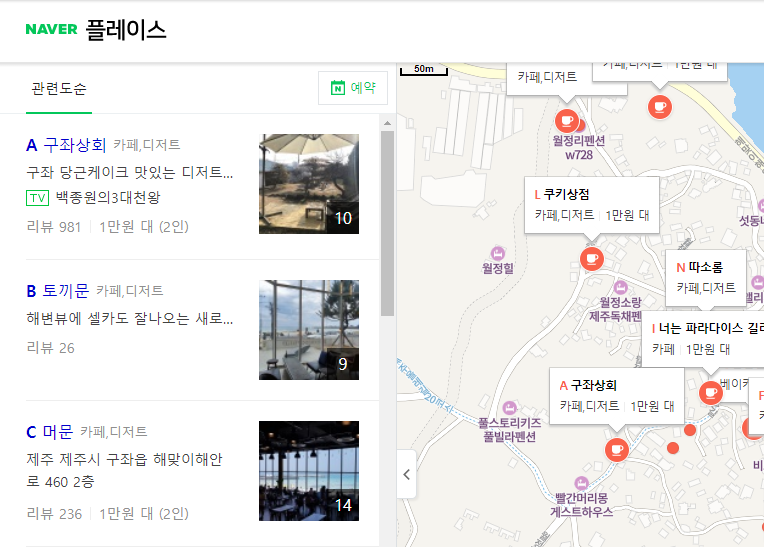 NAVER 플레이스
관련도순
예약
A 구좌상회 카페,디저트
구좌 당근케이크 맛있는 디저트...
TV 백종원의3대천왕
리뷰 981 1만원 대 (2인)
10
B 토끼문 카페,디저트
해변뷰에 셀카도 잘나오는 새로...
리뷰 26
9
C 머문 카페,디저트
제주 제주시 구좌읍 해맞이해안
로 460 2층
리뷰 236 1만원 대 (2인)
14
50m
카페,디저트
카페,디저트 1만원 대
월정리펜션
w728
L 쿠키상점
카페,디저트 1만원 대
월정힐
N 따소롬
카페,디저트
월정소랑
제주독채펜
I 너는 파라다이스 길리
카페 1만원 대
A 구좌상회
카페,디저트 1만원 대
풀스토리키즈
풀빌라펜션
빨간머리몽
게스트하우스